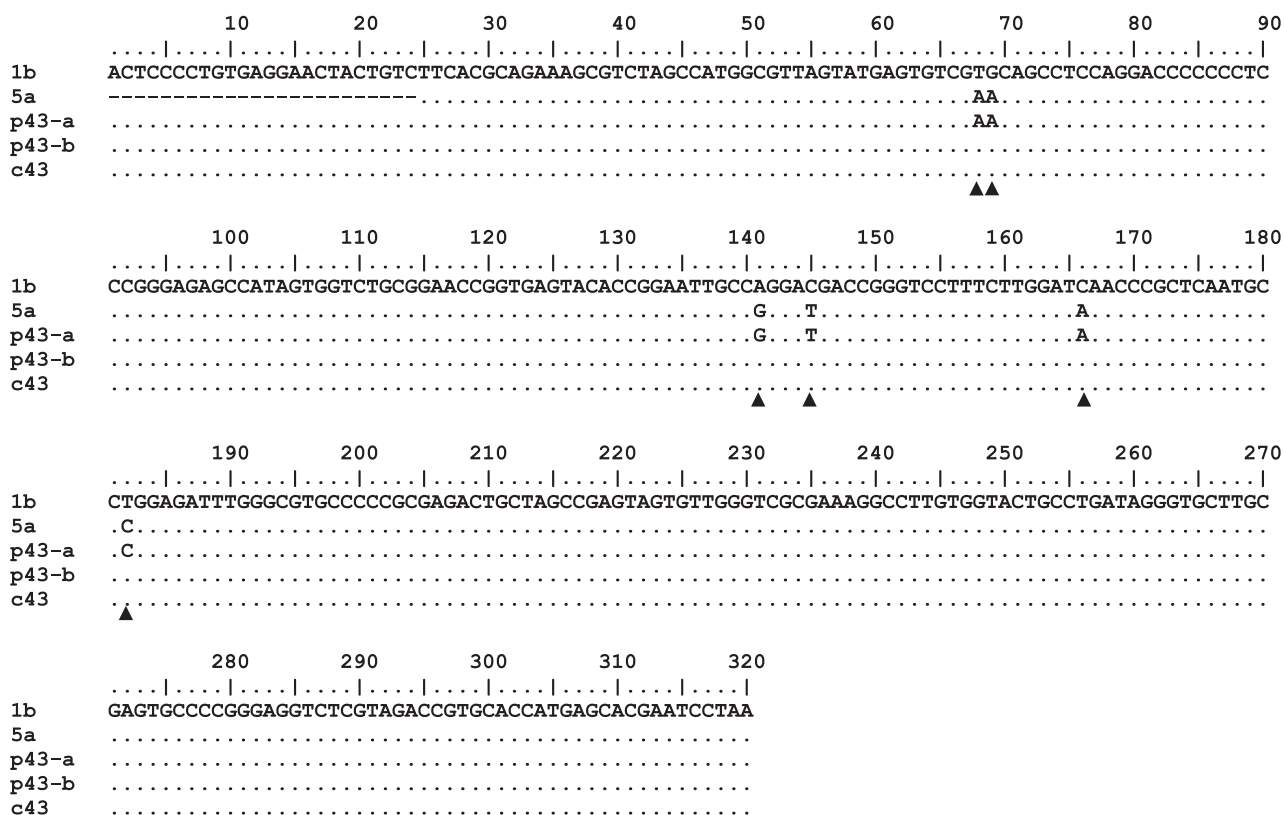 10 20 30 40 50 60 70 80 90
....|....|....|....|....|....|....|....|....|....|....|....|....|....|....|....|....|....|
1b ACTCCCCTGTGAGGAACTACTGTCTTCACGCAGAAAGCGTCTAGCCATGGCGTTAGTATGAGTGTCGTGCAGCCTCCAGGACCCCCCCTC
5a ------------------------...........................................AA.....................
p43-a ...................................................................AA.....................
p43-b ..........................................................................................
c43 ..........................................................................................
▲▲
100 110 120 130 140 150 160 170 180
....|....|....|....|....|....|....|....|....|....|....|....|....|....|....|....|....|....|
1b CCGGGAGAGCCATAGTGGTCTGCGGAACCGGTGAGTACACCGGAATTGCCAGGACGACCGGGTCCTTTCTTGGATCAACCCGCTCAATGC
5a ..................................................G...T....................A..............
p43-a ..................................................G...T....................A..............
p43-b ..........................................................................................
c43 ..........................................................................................
▲ ▲ ▲
190 200 210 220 230 240 250 260 270
....|....|....|....|....|....|....|....|....|....|....|....|....|....|....|....|....|....|
1b CTGGAGATTTGGGCGTGCCCCCGCGAGACTGCTAGCCGAGTAGTGTTGGGTCGCGAAAGGCCTTGTGGTACTGCCTGATAGGGTGCTTGC
5a .C........................................................................................
p43-a .C........................................................................................
p43-b ..........................................................................................
c43 ..........................................................................................
▲
280 290 300 310 320
....|....|....|....|....|....|....|....|....|....|
1b GAGTGCCCCGGGAGGTCTCGTAGACCGTGCACCATGAGCACGAATCCTAA
5a ..................................................
p43-a ..................................................
p43-b ..................................................
c43 ..................................................